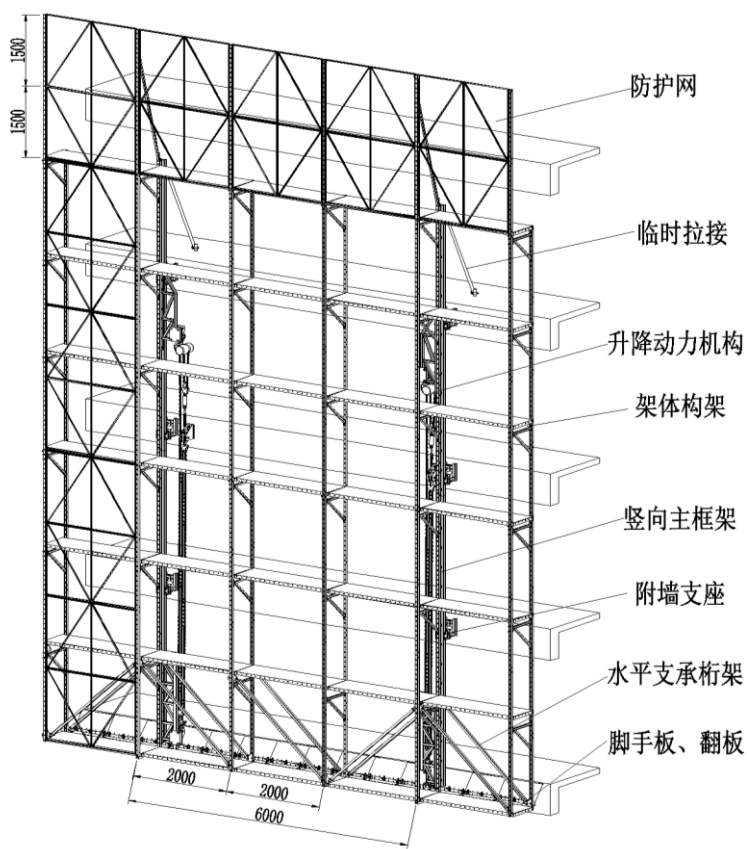 1500
1500
防护网
临时拉接
升降动力机构
架体构架
竖向主框架
附墙支座
水平支承桁架
脚手板、翻板
2000
2000
6000